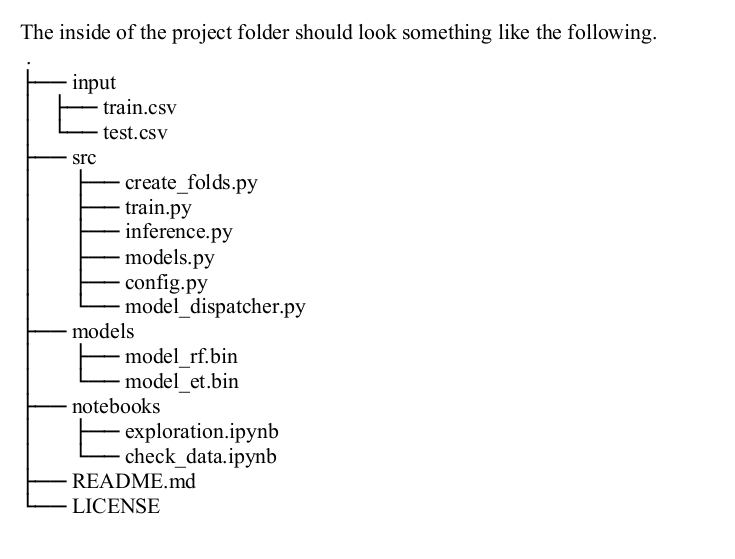 The inside of the project folder should look something like the following.
.
input
train.csv
test.csv
src
create_folds.py
train.py
inference.py
models.py
config.py
model_dispatcher.py
models
model_rf.bin
model_et.bin
notebooks
exploration.ipynb
check_data.ipynb
README.md
LICENSE